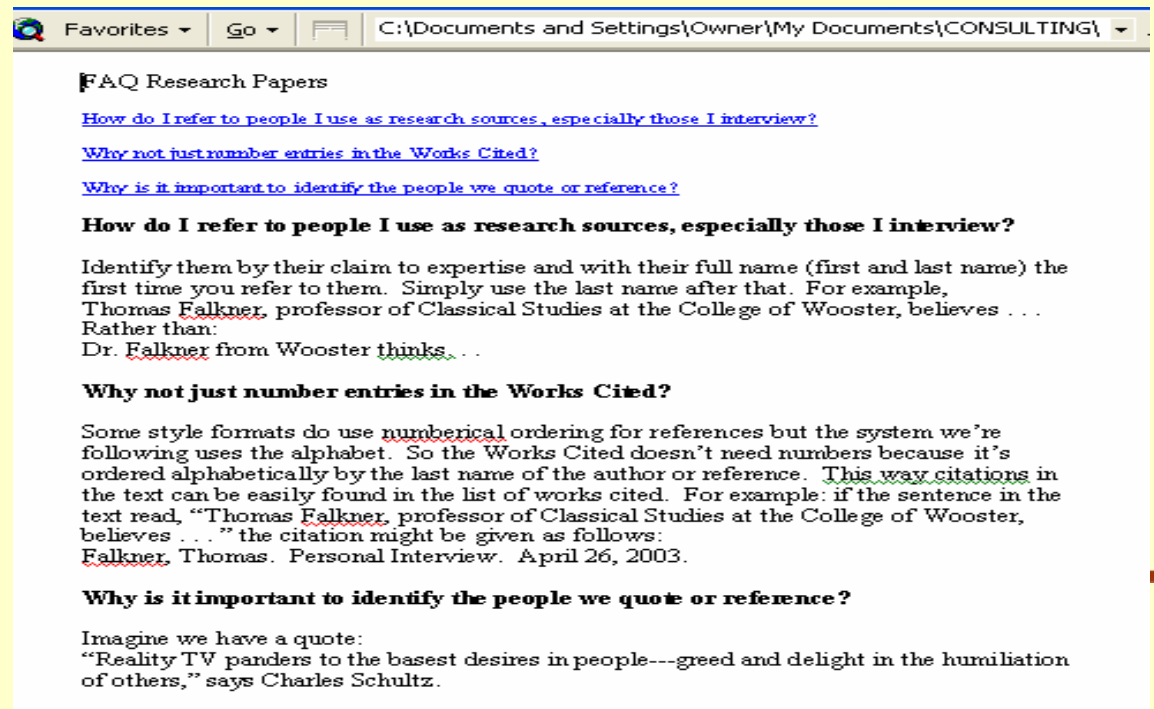 Favorites Go C:\Documents and Settings\Owner\My Documents\CONSULTING\
FAQ Research Papers
How do I refer to people I use as research sources, especially those I interview?
Why not just number entries in the Works Cited?
Why is it important to identify the people we quote or reference?
How do I refer to people I use as research sources, especially those I interview?
Identify them by their claim to expertise and with their full name (first and last name) the
first time you refer to them.  Simply use the last name after that.  For example,
Thomas Falkner, professor of Classical Studies at the College of Wooster, believes . . .
Rather than:
Dr. Falkner from Wooster thinks. . .
Why not just number entries in the Works Cited?
Some style formats do use numberical ordering for references but the system we’re
following uses the alphabet.  So the Works Cited doesn’t need numbers because it’s
ordered alphabetically by the last name of the author or reference.  This way citations in
the text can be easily found in the list of works cited.  For example: if the sentence in the
text read, “Thomas Falkner, professor of Classical Studies at the College of Wooster,
believes . . . ” the citation might be given as follows:
Falkner, Thomas.  Personal Interview.  April 26, 2003.
Why is it important to identify the people we quote or reference?
Imagine we have a quote:
“Reality TV panders to the basest desires in people---greed and delight in the humiliation
of others,” says Charles Schultz.